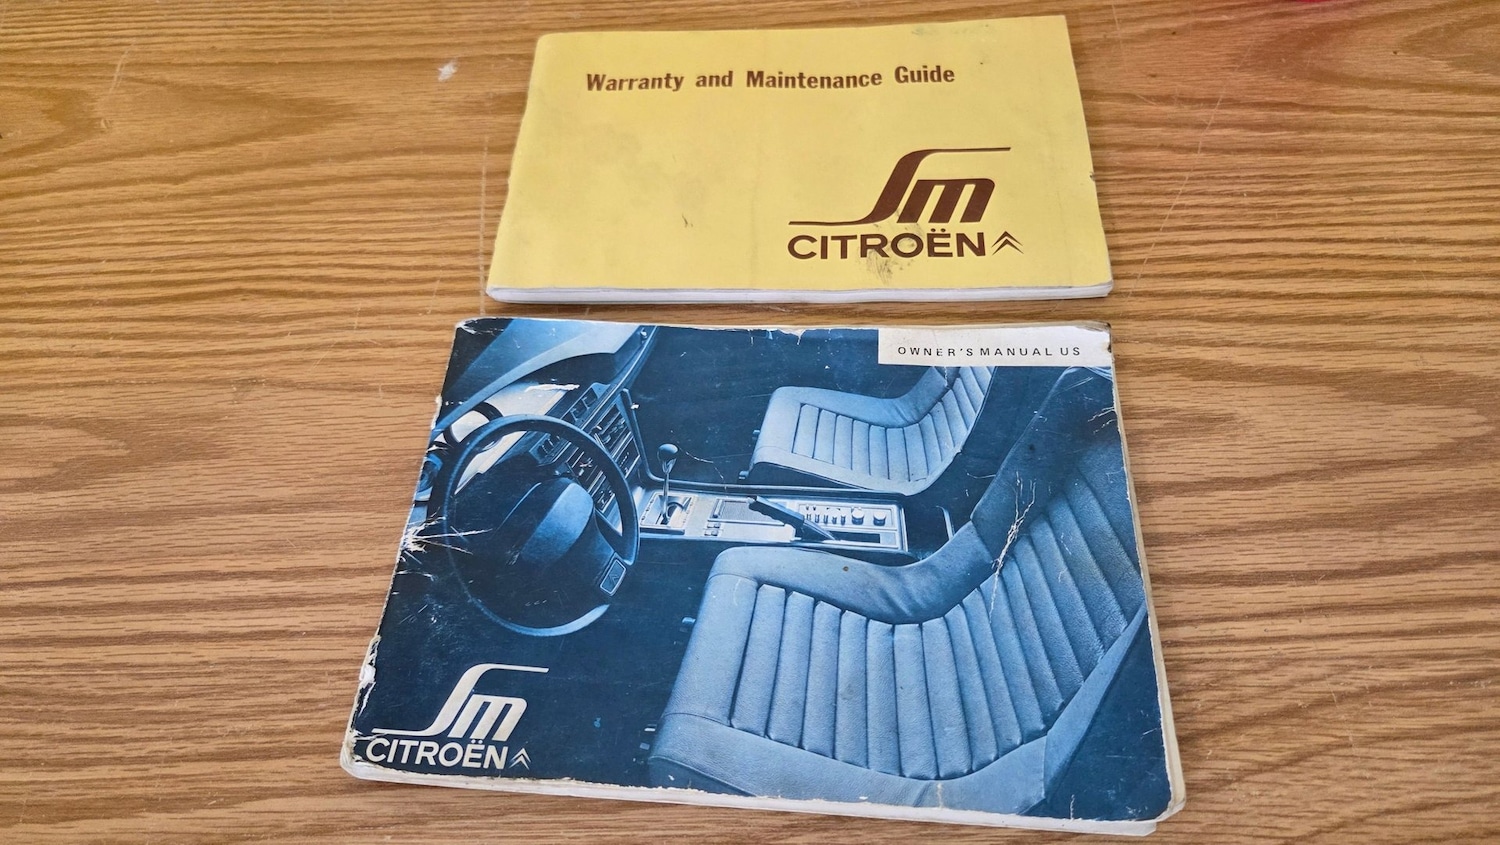 Warranty and Maintenance Guide
Sm
CITROËN
OWNER'S MANUAL US
Sm
CITROËN